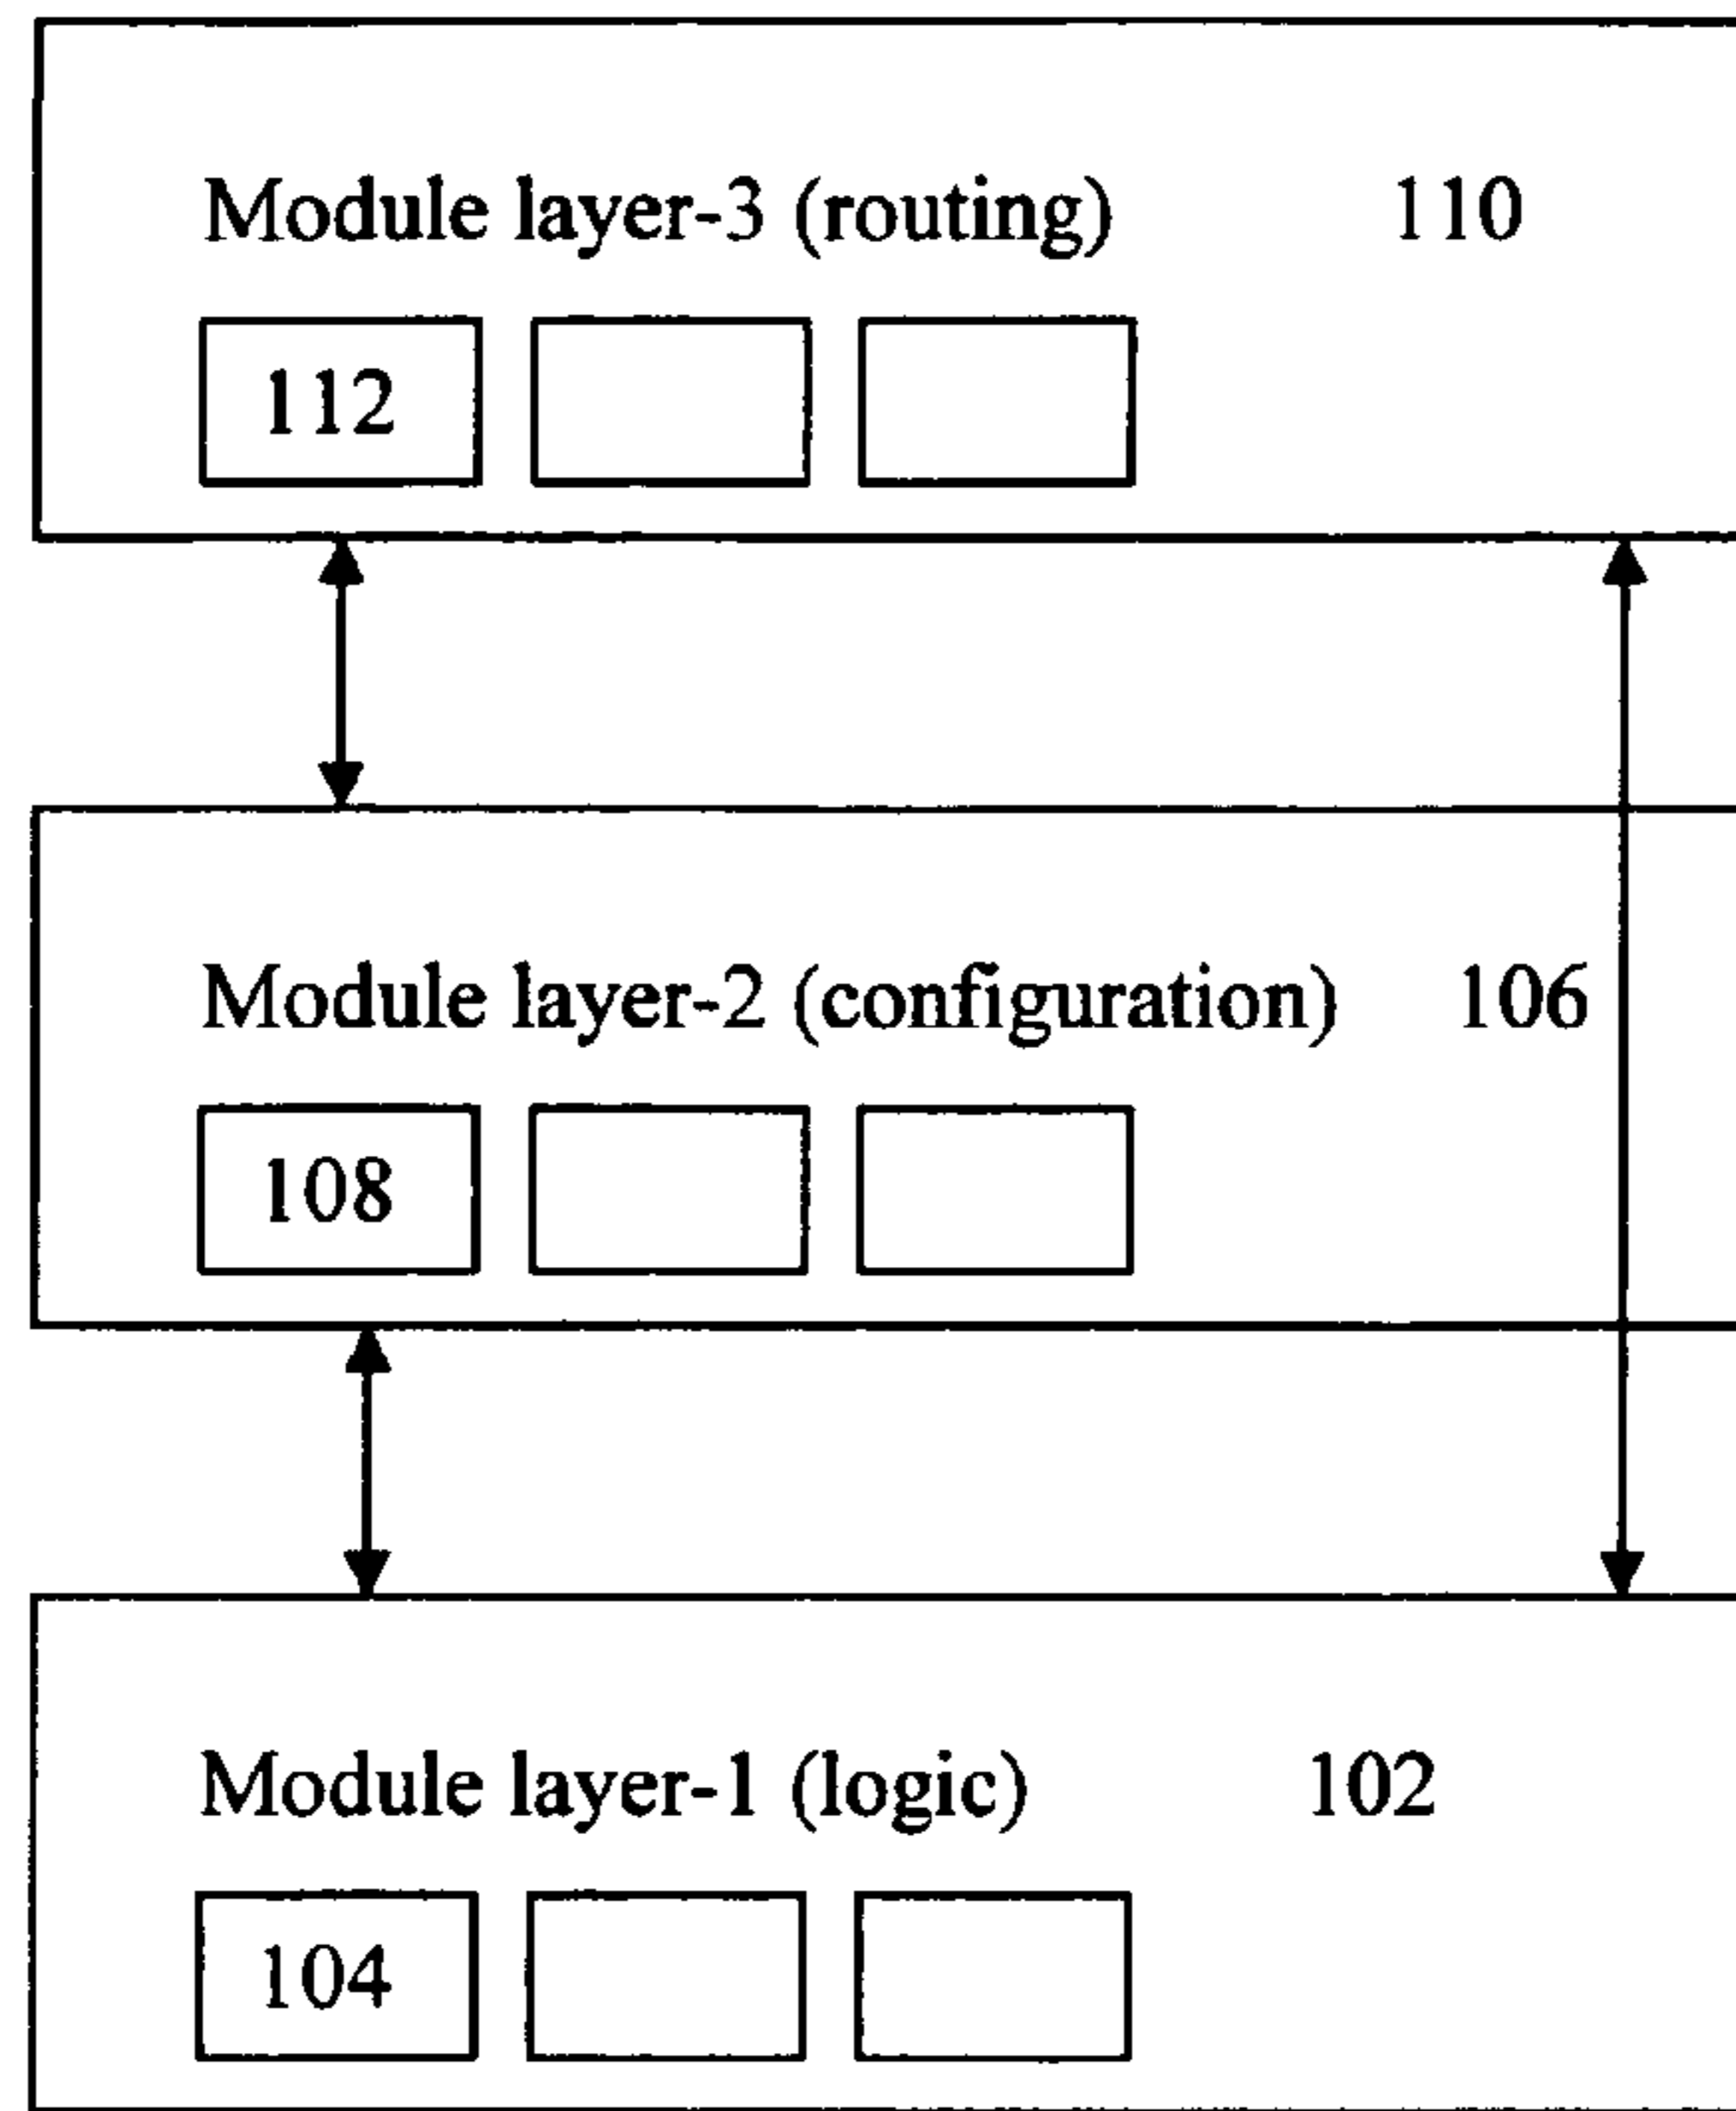 Module layer-3 (routing) 110
112
Module layer-2 (configuration) 106
108
Module layer-1 (logic) 102
104